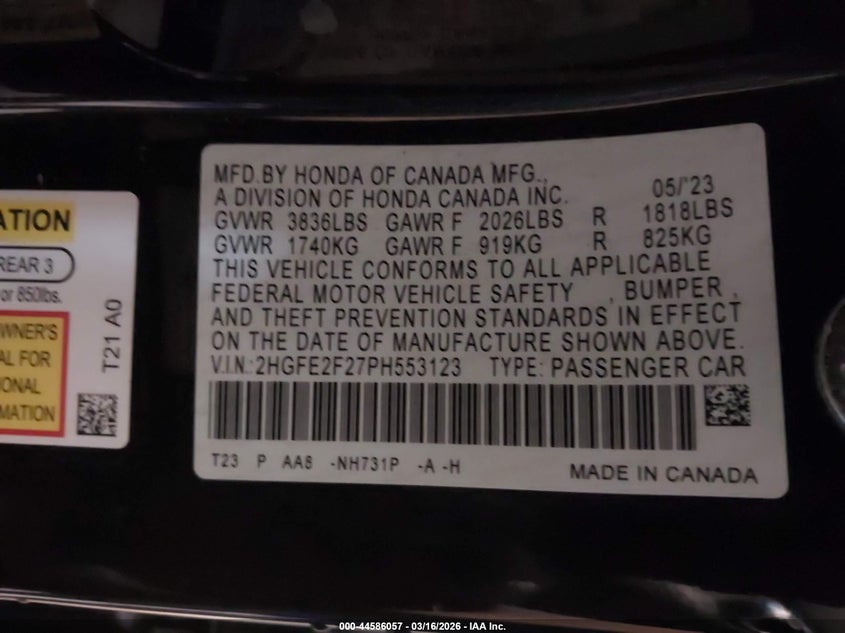 ATION
REAR 3
or 850lbs.
OWNER'S
AL FOR
IONAL
MATION
T21 A0
MFD.BY HONDA OF CANADA MFG.,
A DIVISION OF HONDA CANADA INC. 05/'23
GVWR 3836LBS GAWR F 2026LBS R 1818LBS
GVWR 1740KG GAWR F 919KG R 825KG
THIS VEHICLE CONFORMS TO ALL APPLICABLE
FEDERAL MOTOR VEHICLE SAFETY , BUMPER ,
AND THEFT PREVENTION STANDARDS IN EFFECT
ON THE DATE OF MANUFACTURE SHOWN ABOVE.
V.I.N.:2HGFE2F27PH553123 TYPE: PASSENGER CAR
T23 P AA8 -NH731P -A -H
MADE IN CANADA
000-44586057 - 03/16/2026 - IAA Inc.